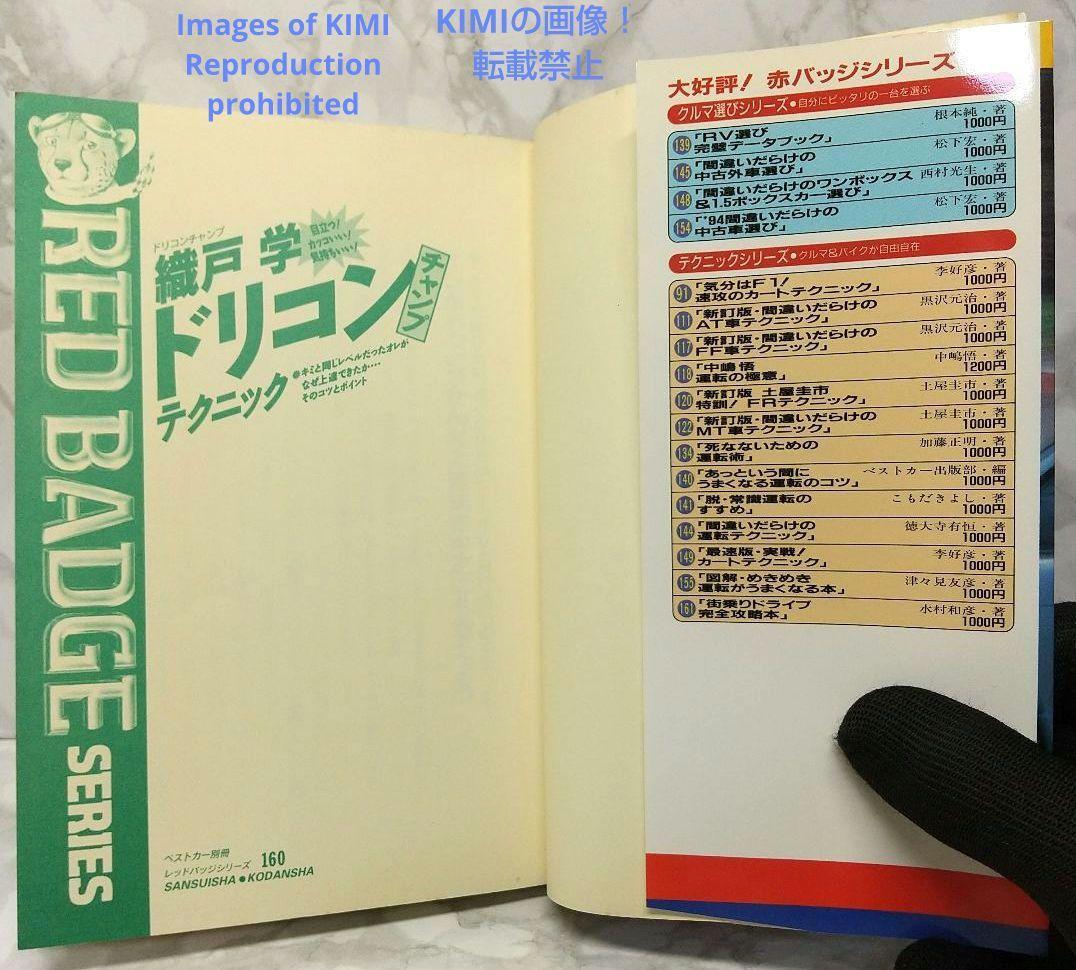 Images of KIMI
Reproduction
prohibited
KIMIの画像！
転載禁止
RED BADGE SERIES
ドリコンチャンプ
織戸 学
目立つ！
カッコいい！
気持ちいい！
ドリコン
チャンプ
テクニック
●キミと同じレベルだったオレが
なぜ上達できたか…
そのコツとポイント
ベストカー別冊
レッドバッジシリーズ 160
SANSUISHA●KODANSHA
大好評！ 赤バッジシリーズ
クルマ選びシリーズ●自分にピッタリの一台を選ぶ
139 「RV選び
完璧データブック」
根本純・著
1000円
145 「間違いだらけの
中古外車選び」
松下宏・著
1000円
148 「間違いだらけのワンボックス
&1.5ボックスカー選び」
西村光生・著
1000円
154 「'94間違いだらけの
中古車選び」
松下宏・著
1000円
テクニックシリーズ●クルマ&バイクが自由自在
91 「気分はF1！
速攻のカートテクニック」
李好彦・著
1000円
111 「新訂版・間違いだらけの
AT車テクニック」
黒沢元治・著
1000円
117 「新訂版・間違いだらけの
FF車テクニック」
黒沢元治・著
1000円
118 「中嶋 悟
運転の極意」
中嶋悟・著
1200円
120 「新訂版 土屋圭市
特訓！ FRテクニック」
土屋圭市・著
1000円
122 「新訂版・間違いだらけの
MT車テクニック」
土屋圭市・著
1000円
134 「死なないための
運転術」
加藤正明・著
1000円
140 「あっという間に
うまくなる運転のコツ」
ベストカー出版部・編
1000円
141 「脱・常識運転の
すすめ」
こもだきよし・著
1000円
144 「間違いだらけの
運転テクニック」
徳大寺有恒・著
1000円
149 「最速版・実戦！
カートテクニック」
李好彦・著
1000円
155 「図解・めきめき
運転がうまくなる本」
津々見友彦・著
1000円
161 「街乗りドライブ
完全攻略本」
水村和彦・著
1000円